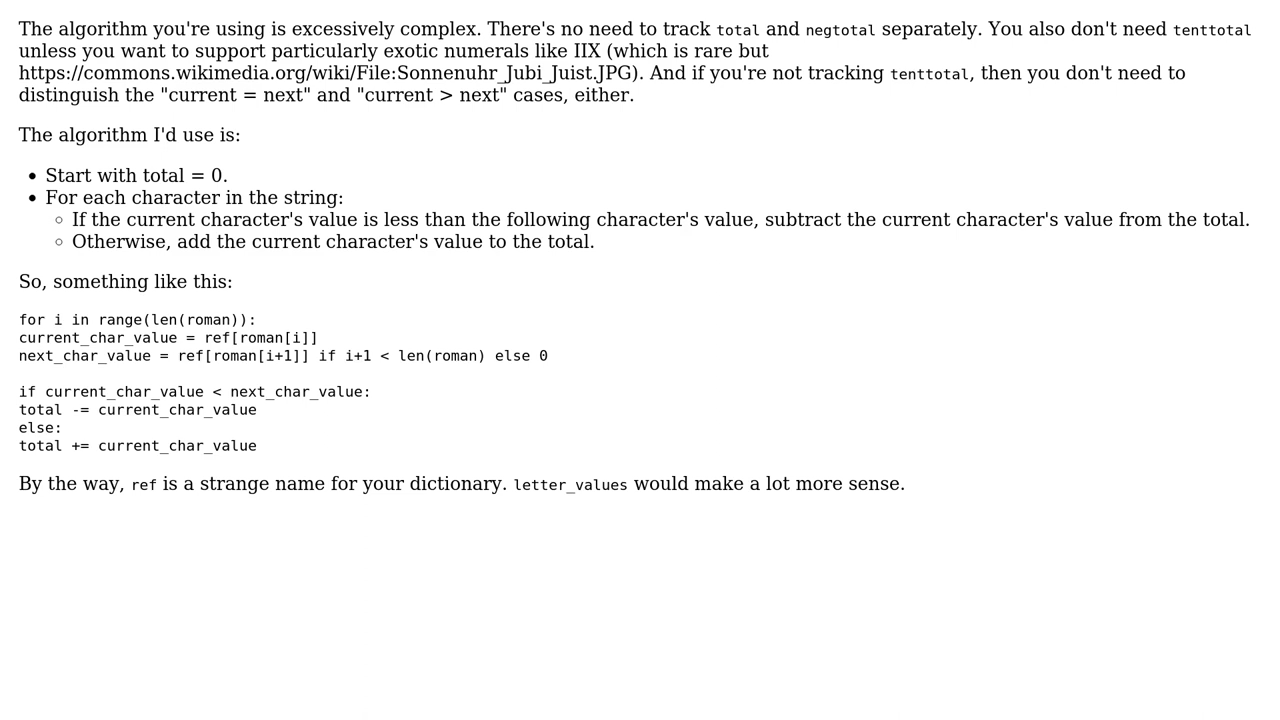 The algorithm you're using is excessively complex. There's no need to track total and negtotal separately. You also don't need tenttotal
unless you want to support particularly exotic numerals like IIX (which is rare but
https://commons.wikimedia.org/wiki/File:Sonnenuhr_Jubi_Juist.JPG). And if you're not tracking tenttotal, then you don't need to
distinguish the "current = next" and "current > next" cases, either.
The algorithm I'd use is:
• Start with total = 0.
• For each character in the string:
◦ If the current character's value is less than the following character's value, subtract the current character's value from the total.
◦ Otherwise, add the current character's value to the total.
So, something like this:
for i in range(len(roman)):
current_char_value = ref[roman[i]]
next_char_value = ref[roman[i+1]] if i+1 < len(roman) else 0
if current_char_value < next_char_value:
total -= current_char_value
else:
total += current_char_value
By the way, ref is a strange name for your dictionary. letter_values would make a lot more sense.